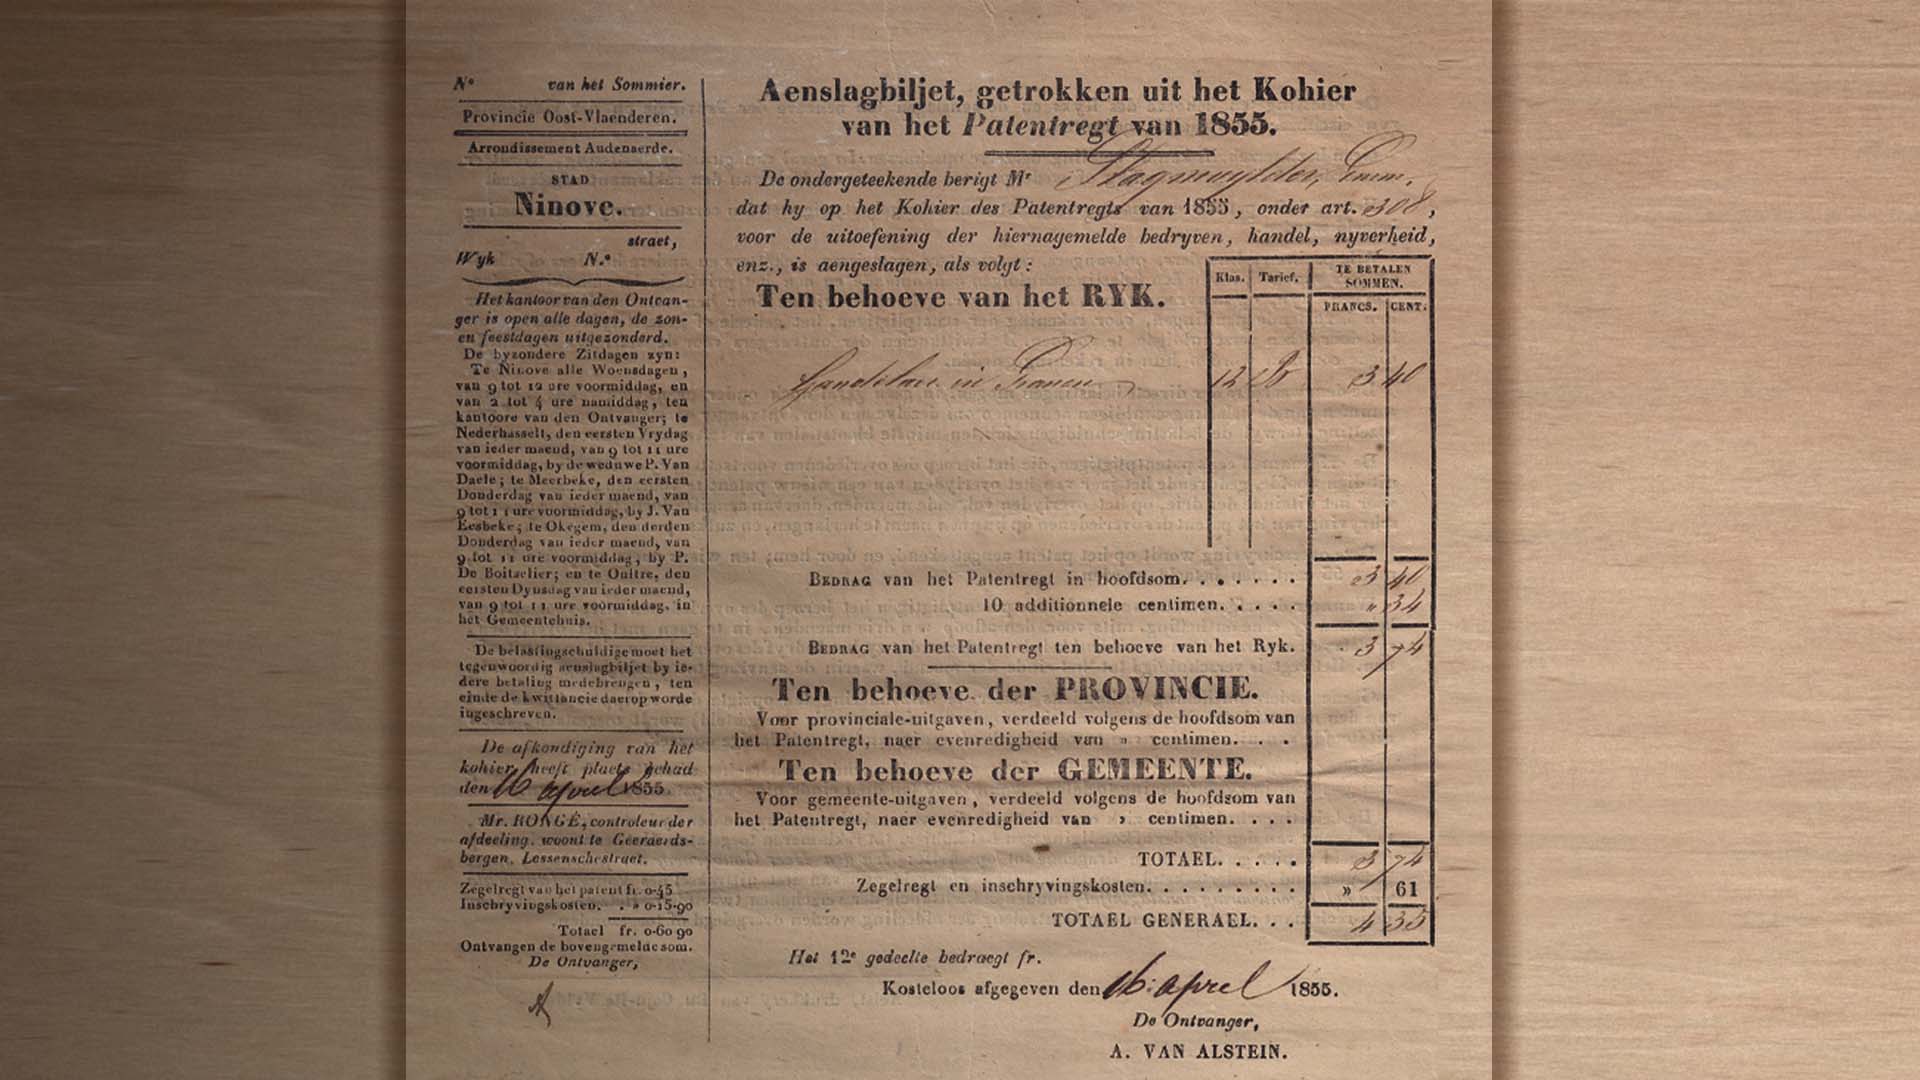 N° van het Sommier.
Provincie Oost-Vlaenderen.
Arrondissement Audenaerde.
STAD
Ninove.
straet,
Wyk N.°
Het kantoor van den Ontvan-
ger is open alle dagen, de zon-
en feestdagen uitgezonderd.
De byzondere Zitdagen zyn:
Te Ninove alle Woensdagen,
van 9 tot 12 ure voormiddag, en
van 2 tot 4 ure namiddag, ten
kantoore van den Ontvanger; te
Nederhasselt, den eersten Vrydag
van ieder maend, van 9 tot 11 ure
voormiddag, by de weduwe P. Van
Daele; te Meerbeke, den eersten
Donderdag van ieder maend, van
9 tot 11 ure voormiddag, by J. Van
Eesbeke; te Okegem, den derden
Donderdag van ieder maend, van
9 tot 11 ure voormiddag, by P.
De Boitselier; en te Oultre, den
eersten Dynsdag van ieder maend,
van 9 tot 11 ure voormiddag, in
het Gemeentehuis.
De belastingschuldige moet het
tegenwoordig aenslagbiljet by ie-
dere betaling medebrengen, ten
einde de kwittancie daerop worde
ingeschreven.
De afkondiging van het
kohier heeft plaets gehad
den 16 april 1855.
Mr. RONGÉ, controleur der
afdeeling, woont te Geeraerds-
bergen, Lessenschestraet.
Zegelregt van het patent fr. 0-45
Inschryvingskosten. . » 0-15-90
Totael fr. 0-60 90
Ontvangen de bovengemelde som.
De Ontvanger,
Aenslagbiljet, getrokken uit het Kohier
van het Patentregt van 1855.
De ondergeteekende berigt Mr Stagmuylder,
dat hy op het Kohier des Patentregts van 1855, onder art. 308,
voor de uitoefening der hiernagemelde bedryven, handel, nyverheid,
enz., is aengeslagen, als volgt:
Klas. Tarief. TE BETALEN SOMMEN.
FRANCS. CENT.
Ten behoeve van het RYK.
in 12 3 40
BEDRAG van het Patentregt in hoofdsom. . . . . . . 3 40
10 additionnele centimen. . . . . » 34
BEDRAG van het Patentregt ten behoeve van het Ryk. 3 74
Ten behoeve der PROVINCIE.
Voor provinciale-uitgaven, verdeeld volgens de hoofdsom van
het Patentregt, naer evenredigheid van » centimen. . .
Ten behoeve der GEMEENTE.
Voor gemeente-uitgaven, verdeeld volgens de hoofdsom van
het Patentregt, naer evenredigheid van » centimen. . . .
TOTAEL. . . . . 3 74
Zegelregt en inschryvingskosten. . . . . . . . . » 61
TOTAEL GENERAEL. . . 4 35
Het 12e gedeelte bedraegt fr.
Kosteloos afgegeven den 16 april 1855.
De Ontvanger,
A. VAN ALSTEIN.